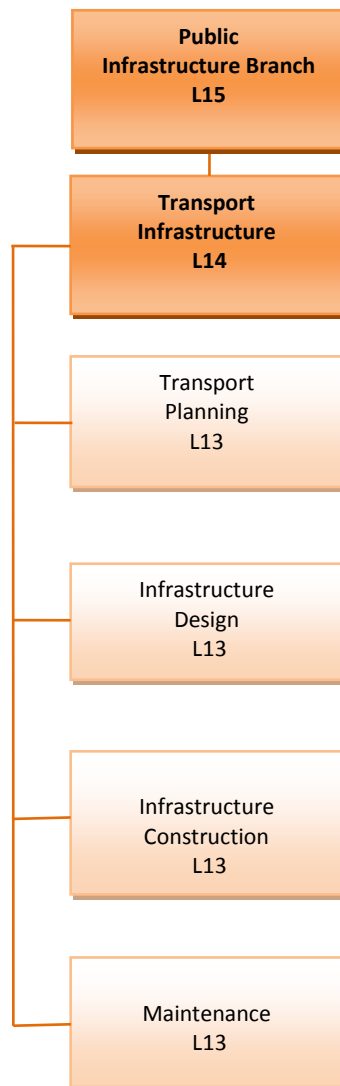 Public
Infrastructure Branch
L15
Transport
Infrastructure
L14
Transport
Planning
L13
Infrastructure
Design
L13
Infrastructure
Construction
L13
Maintenance
L13